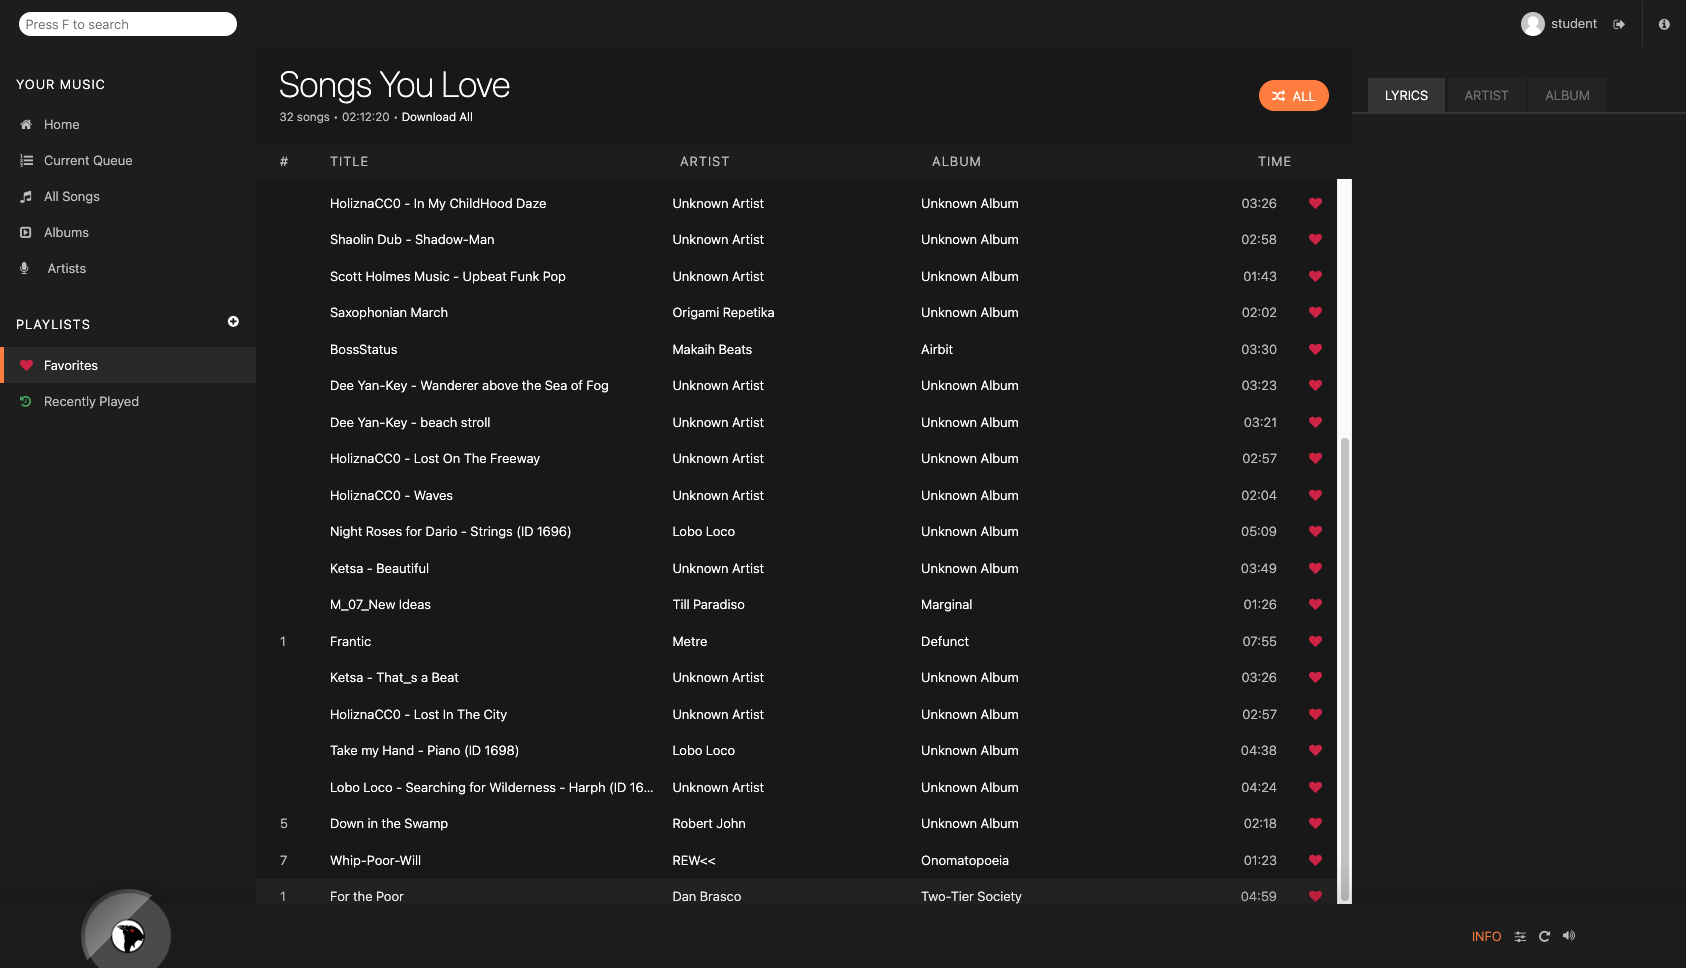 Press F to search
student
YOUR MUSIC
Home
Current Queue
All Songs
Albums
Artists
PLAYLISTS
Favorites
Recently Played
Songs You Love
32 songs • 02:12:20 • Download All
ALL
# TITLE ARTIST ALBUM TIME
HoliznaCC0 - In My ChildHood Daze Unknown Artist Unknown Album 03:26
Shaolin Dub - Shadow-Man Unknown Artist Unknown Album 02:58
Scott Holmes Music - Upbeat Funk Pop Unknown Artist Unknown Album 01:43
Saxophonian March Origami Repetika Unknown Album 02:02
BossStatus Makaih Beats Airbit 03:30
Dee Yan-Key - Wanderer above the Sea of Fog Unknown Artist Unknown Album 03:23
Dee Yan-Key - beach stroll Unknown Artist Unknown Album 03:21
HoliznaCC0 - Lost On The Freeway Unknown Artist Unknown Album 02:57
HoliznaCC0 - Waves Unknown Artist Unknown Album 02:04
Night Roses for Dario - Strings (ID 1696) Lobo Loco Unknown Album 05:09
Ketsa - Beautiful Unknown Artist Unknown Album 03:49
M_07_New Ideas Till Paradiso Marginal 01:26
1 Frantic Metre Defunct 07:55
Ketsa - That_s a Beat Unknown Artist Unknown Album 03:26
HoliznaCC0 - Lost In The City Unknown Artist Unknown Album 02:57
Take my Hand - Piano (ID 1698) Lobo Loco Unknown Album 04:38
Lobo Loco - Searching for Wilderness - Harph (ID 16... Unknown Artist Unknown Album 04:24
5 Down in the Swamp Robert John Unknown Album 02:18
7 Whip-Poor-Will REW<< Onomatopoeia 01:23
1 For the Poor Dan Brasco Two-Tier Society 04:59
LYRICS ARTIST ALBUM
INFO